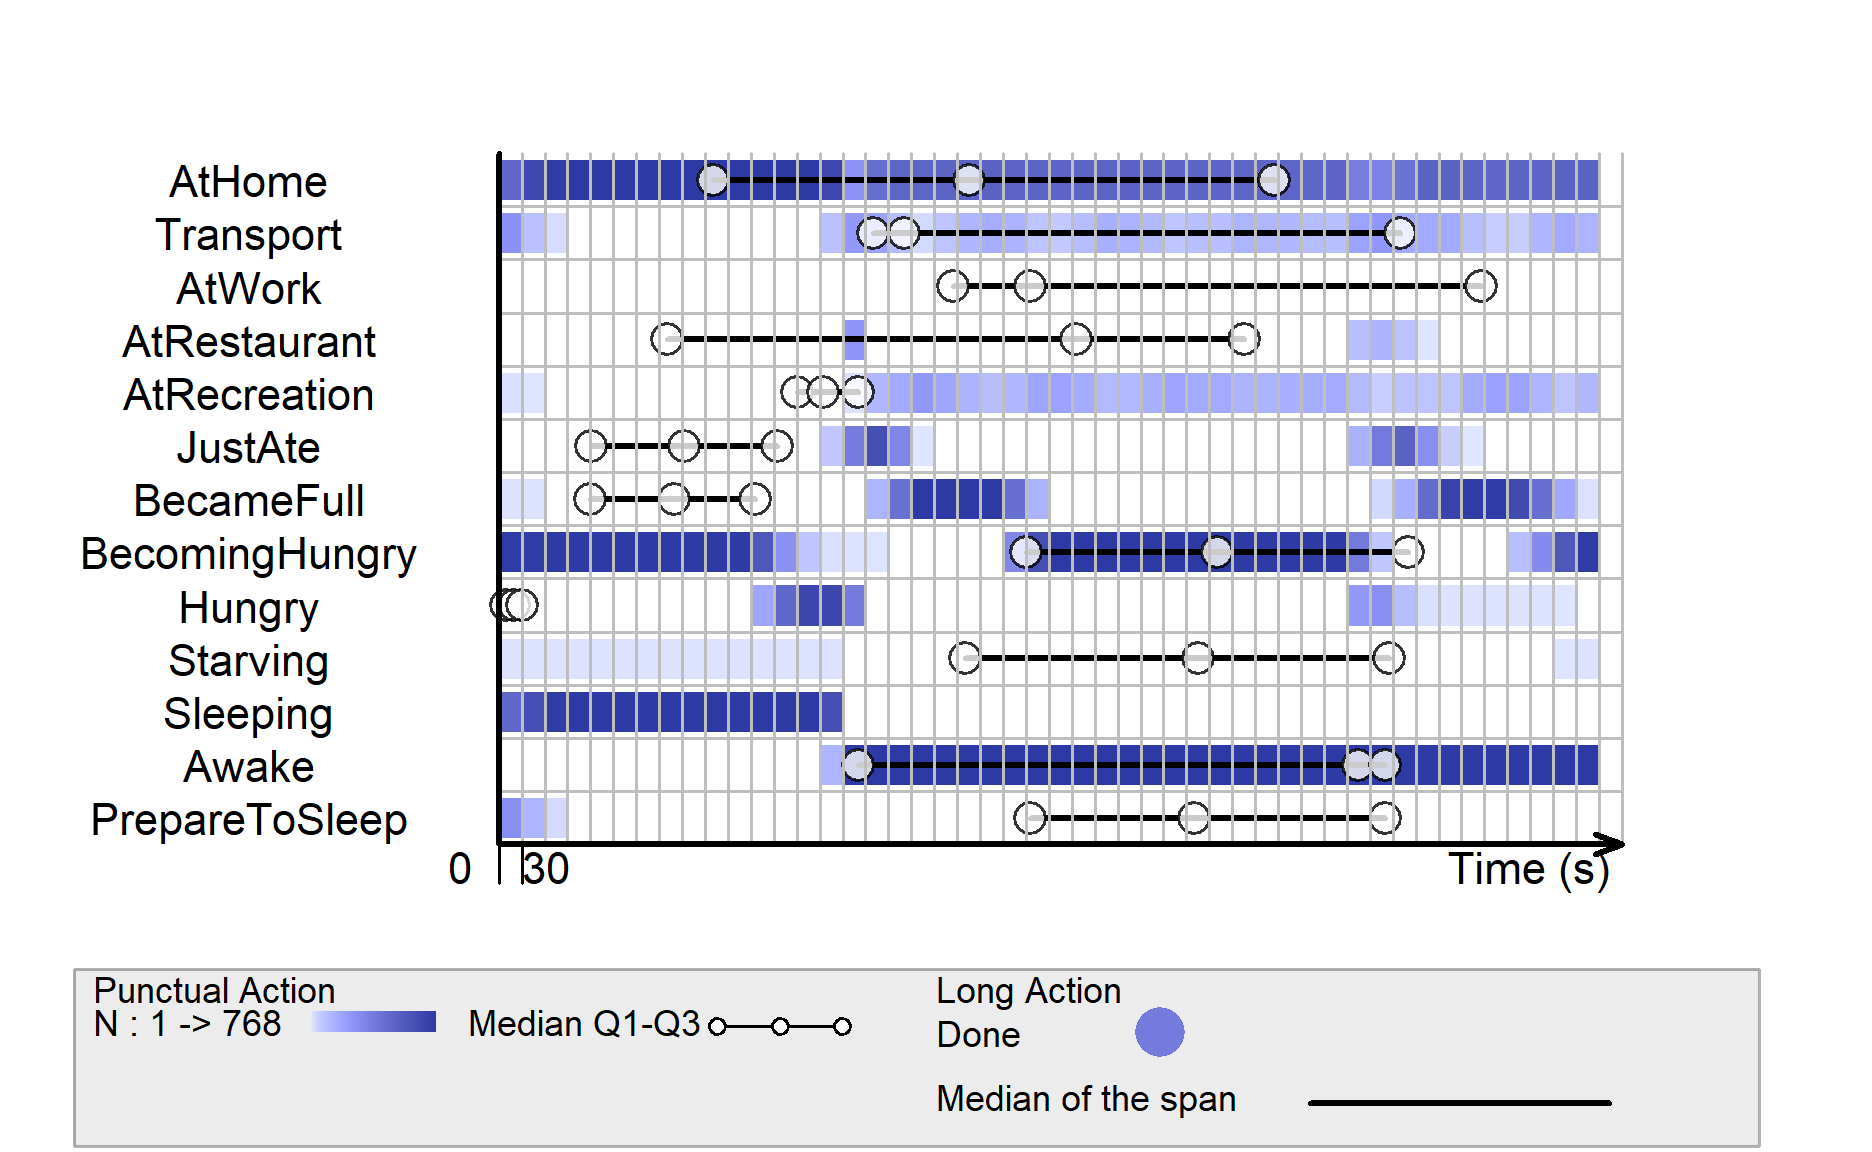 AtHome
Transport
AtWork
AtRestaurant
AtRecreation
JustAte
BecameFull
BecomingHungry
Hungry
Starving
Sleeping
Awake
PrepareToSleep
0 30 Time (s)
Punctual Action
N : 1 -> 768 Median Q1-Q3
Long Action
Done
Median of the span